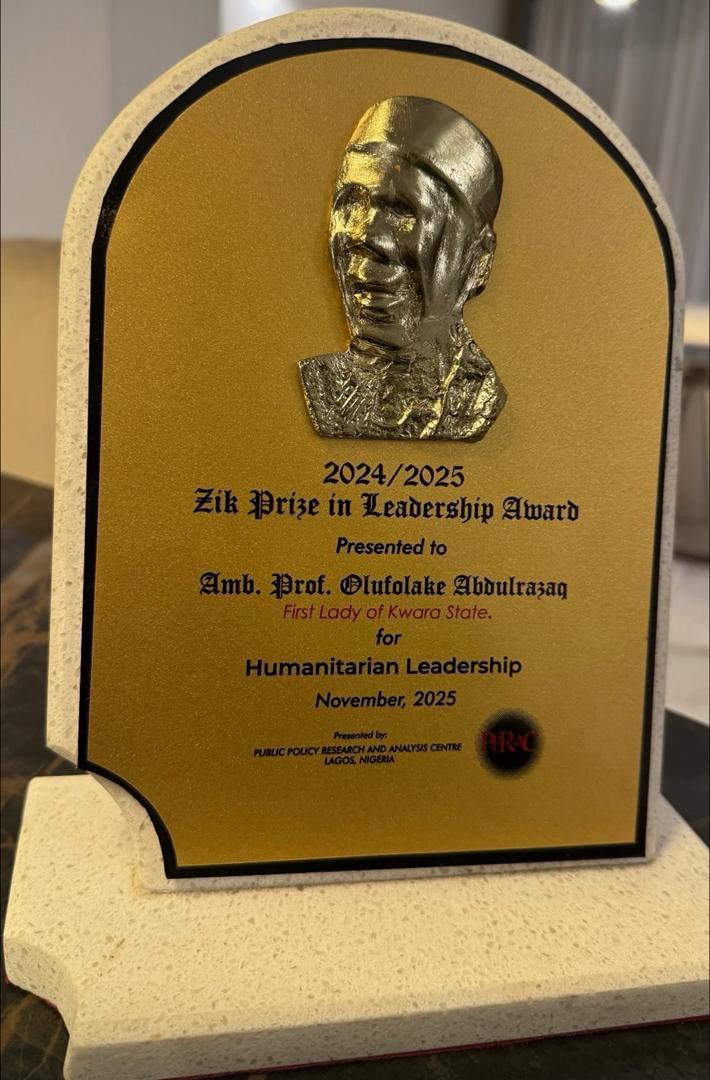 2024/2025
Zik Prize in Leadership Award
Presented to
Amb. Prof. Olufolake Abdulrazaq
First Lady of Kwara State.
for
Humanitarian Leadership
November, 2025
Presented by:
PUBLIC POLICY RESEARCH AND ANALYSIS CENTRE
LAGOS, NIGERIA